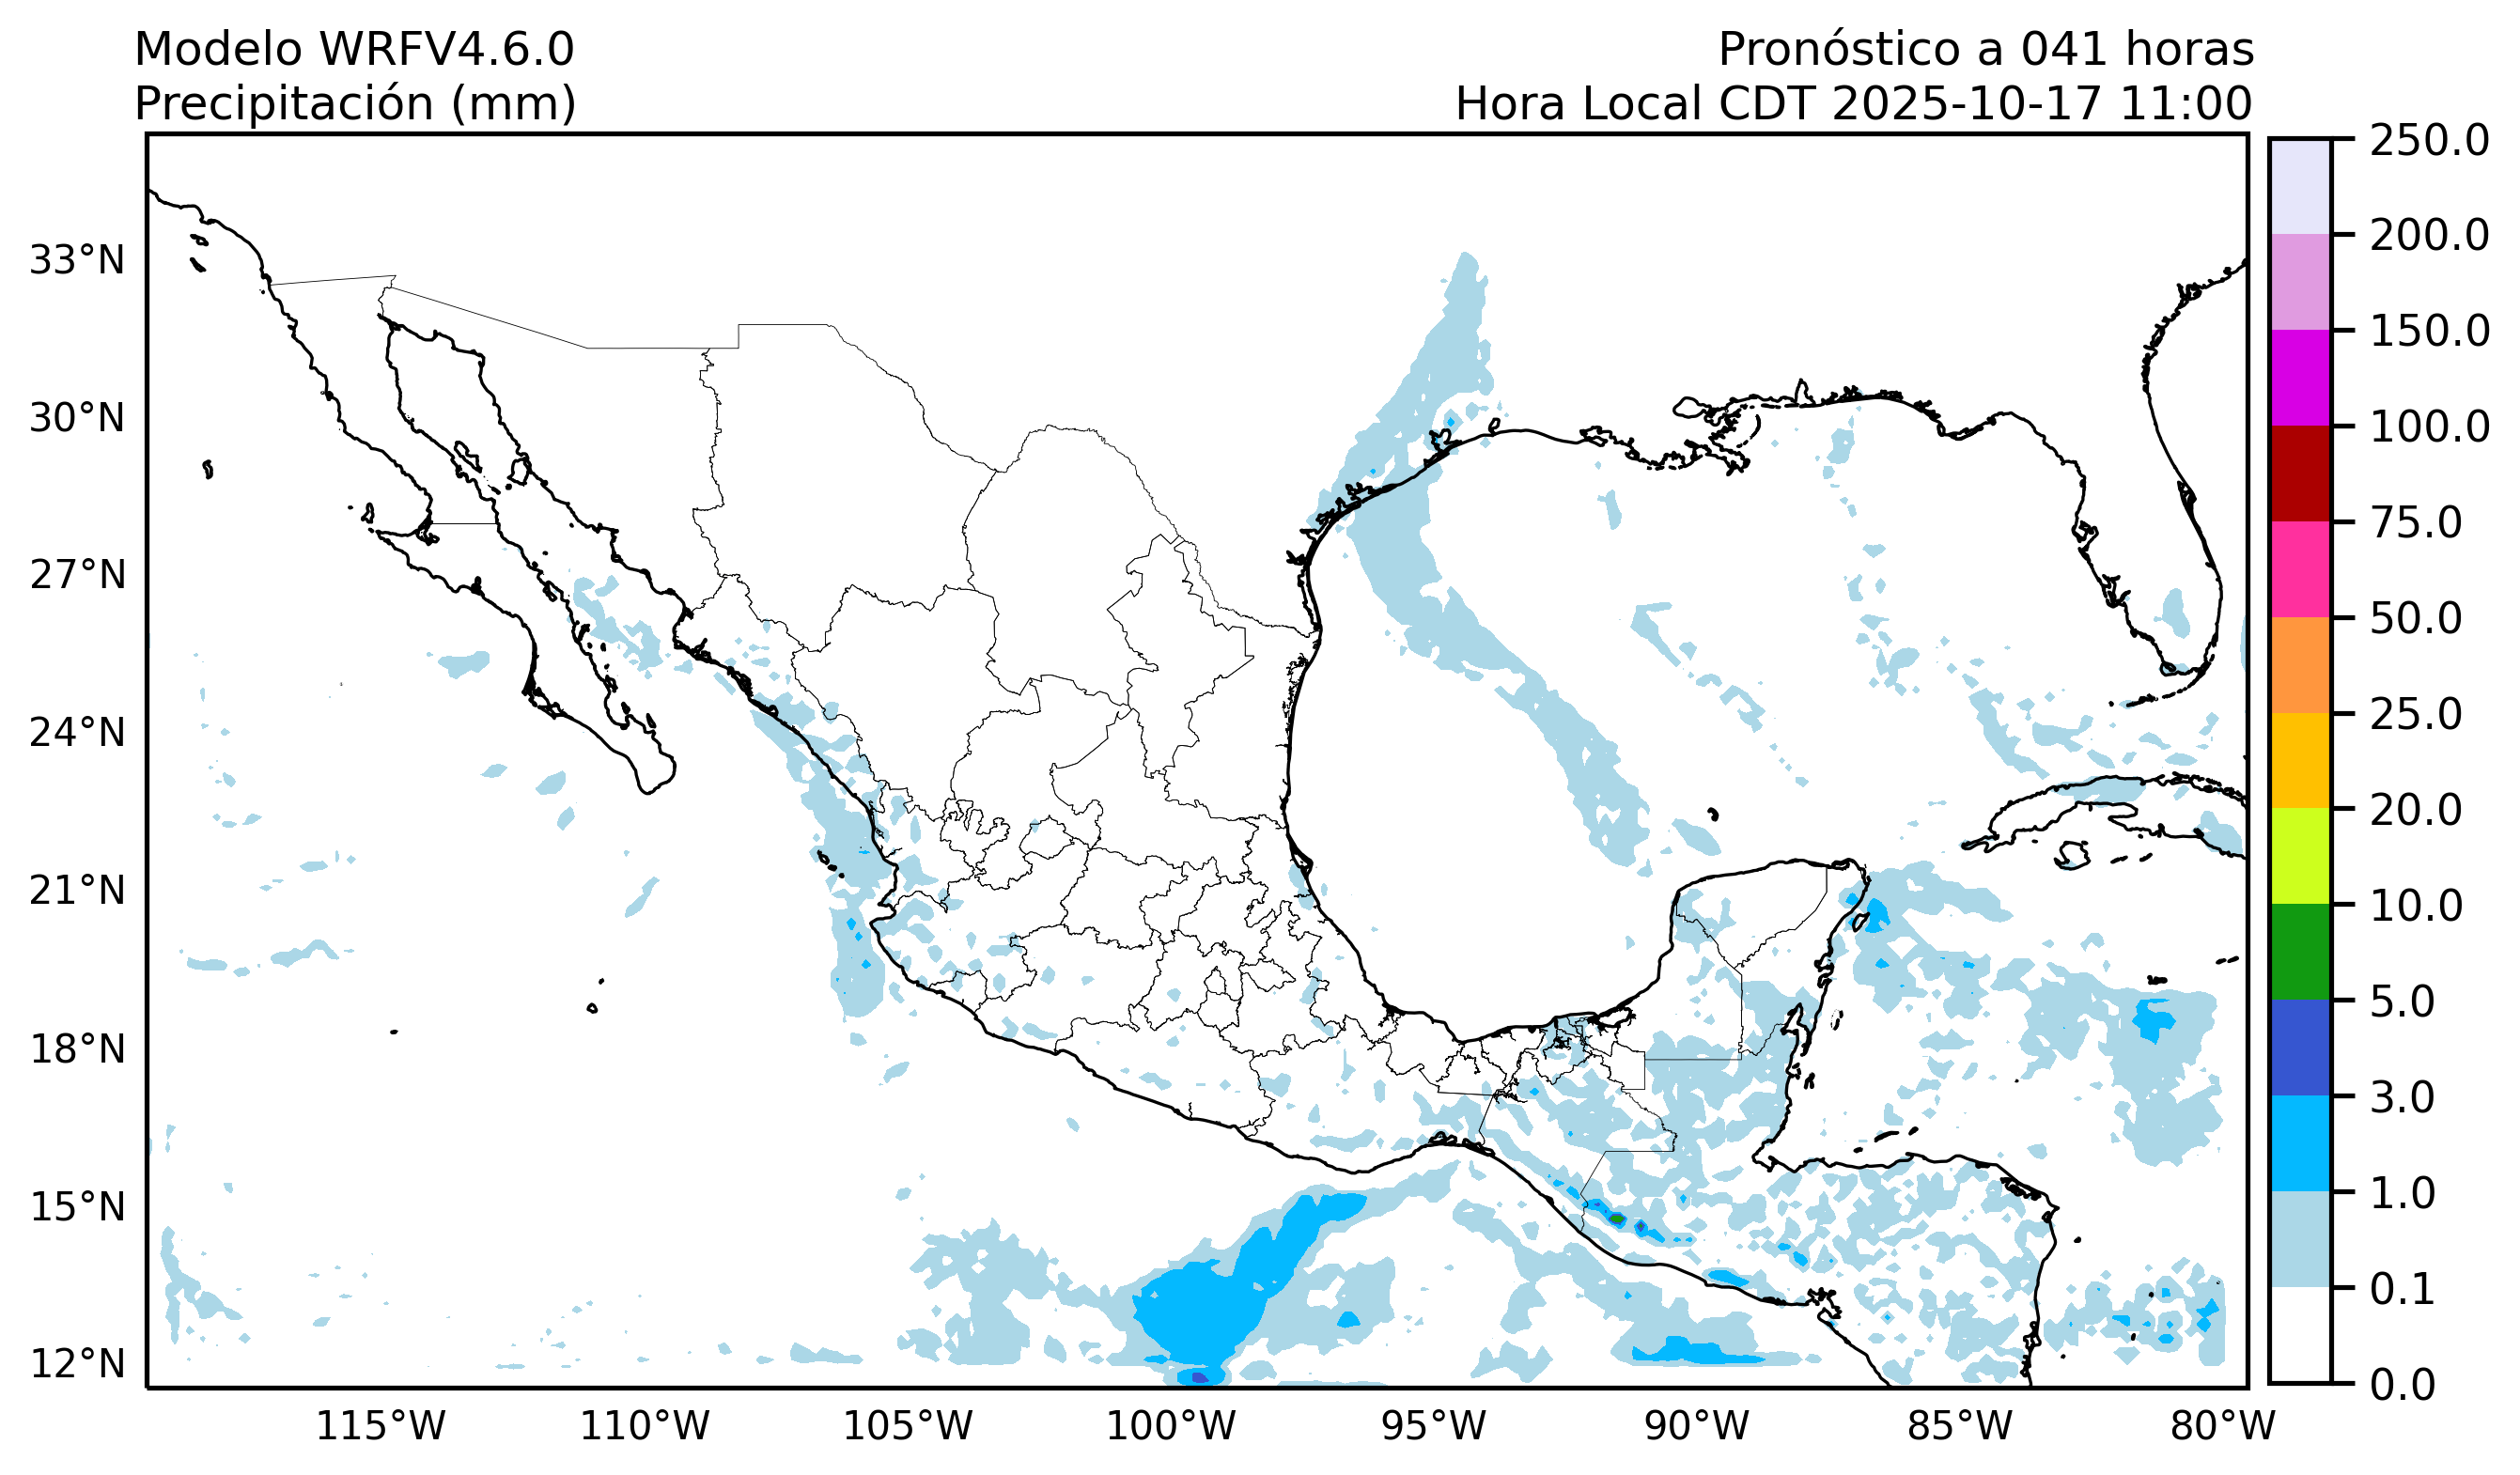 Modelo WRFV4.6.0
Precipitación (mm)
Pronóstico a 041 horas
Hora Local CDT 2025-10-17 11:00
33°N
30°N
27°N
24°N
21°N
18°N
15°N
12°N
115°W
110°W
105°W
100°W
95°W
90°W
85°W
80°W
250.0
200.0
150.0
100.0
75.0
50.0
25.0
20.0
10.0
5.0
3.0
1.0
0.1
0.0